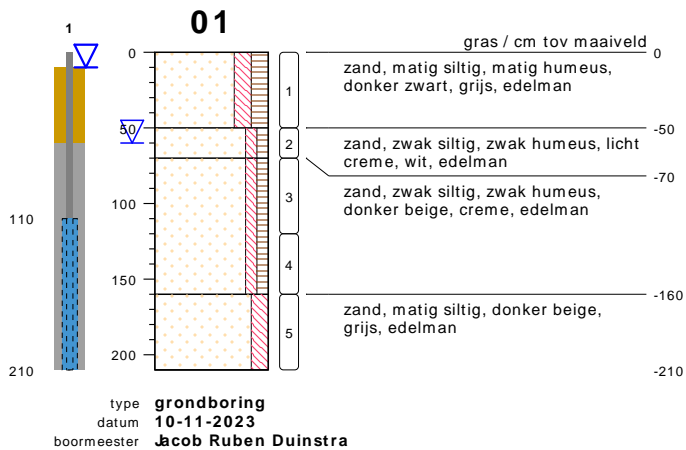 01
1
gras / cm tov maaiveld
0
0
zand, matig siltig, matig humeus,
donker zwart, grijs, edelman
1
50
-50
2
zand, zwak siltig, zwak humeus, licht
creme, wit, edelman
-70
3
zand, zwak siltig, zwak humeus,
donker beige, creme, edelman
100
110
4
150
-160
zand, matig siltig, donker beige,
grijs, edelman
5
200
210
-210
type grondboring
datum 10-11-2023
boormeester Jacob Ruben Duinstra